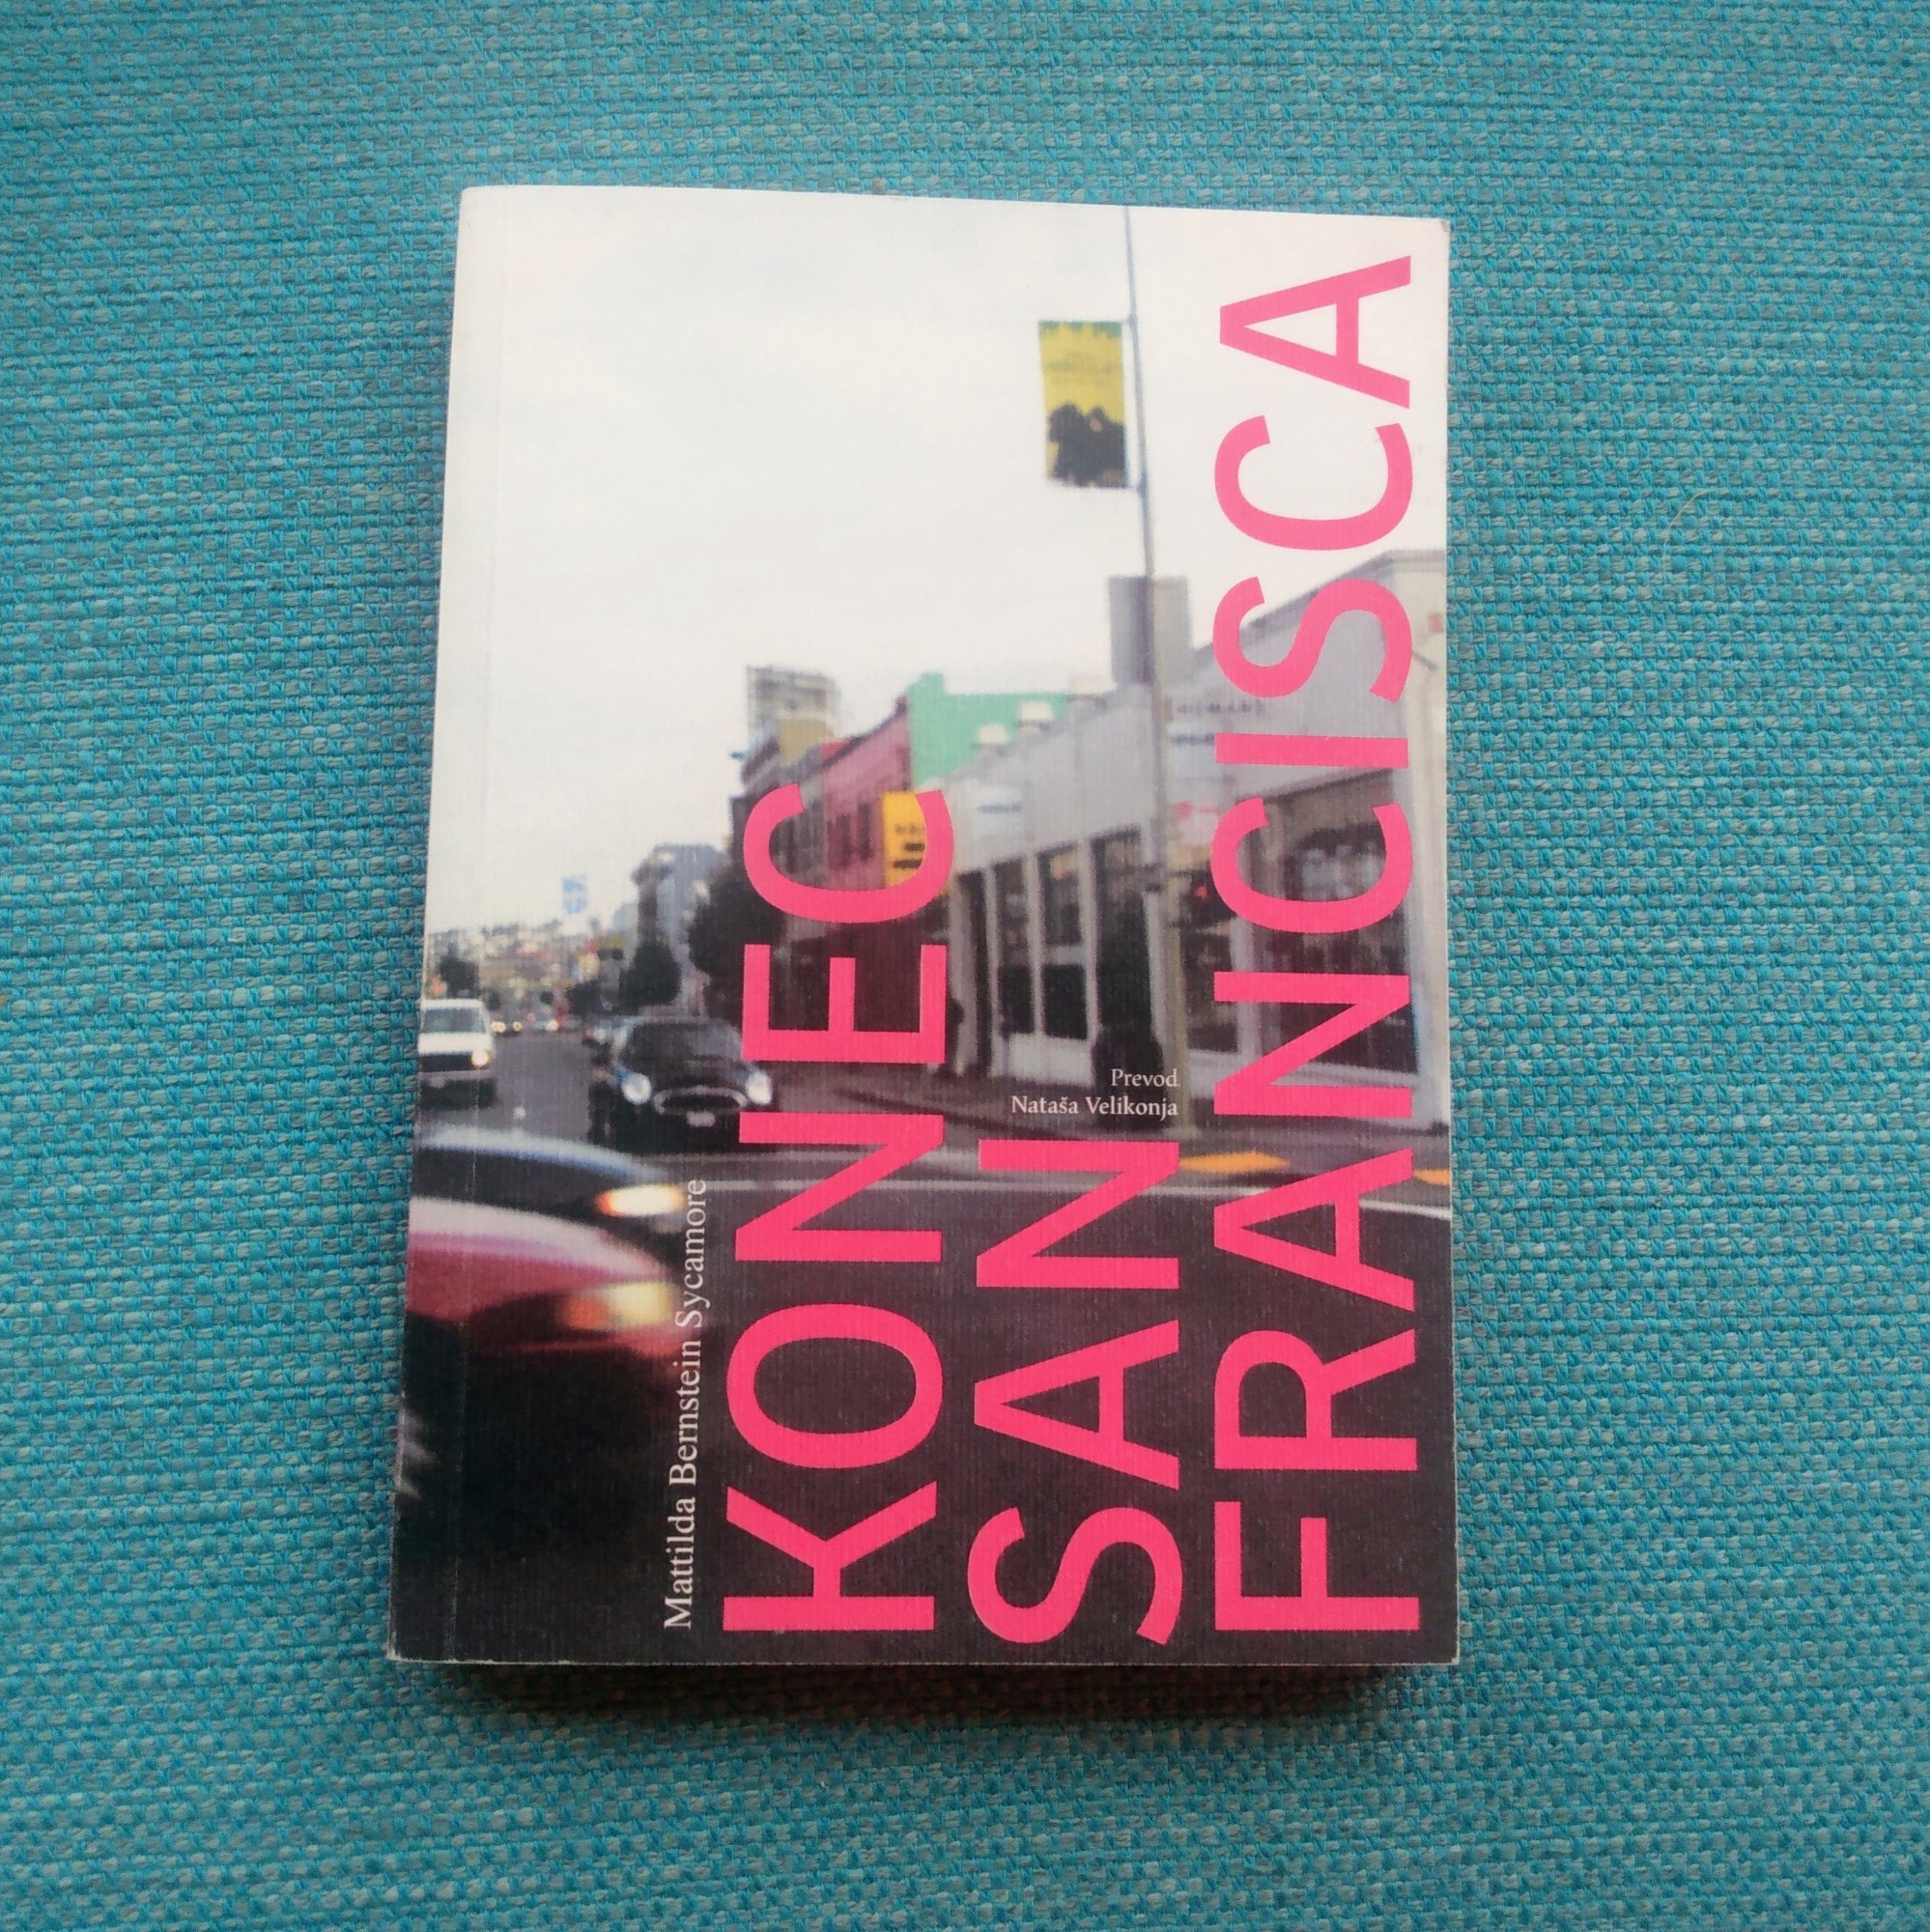 Mattilda Bernstein Sycamore
KONEC
SAN
FRANCISCA
Prevod
Nataša Velikonja